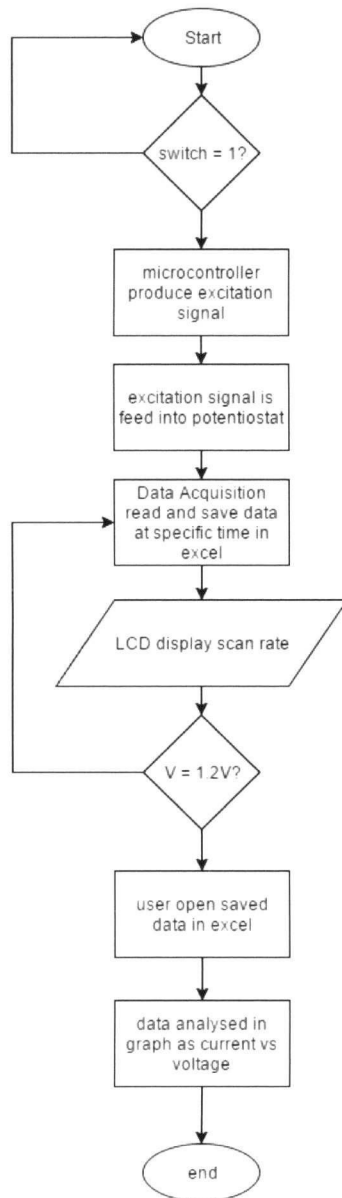 Start
switch = 1?
microcontroller
produce excitation
signal
excitation signal is
feed into potentiostat
Data Acquisition
read and save data
at specific time in
excel
LCD display scan rate
V = 1.2V?
user open saved
data in excel
data analysed in
graph as current vs
voltage
end